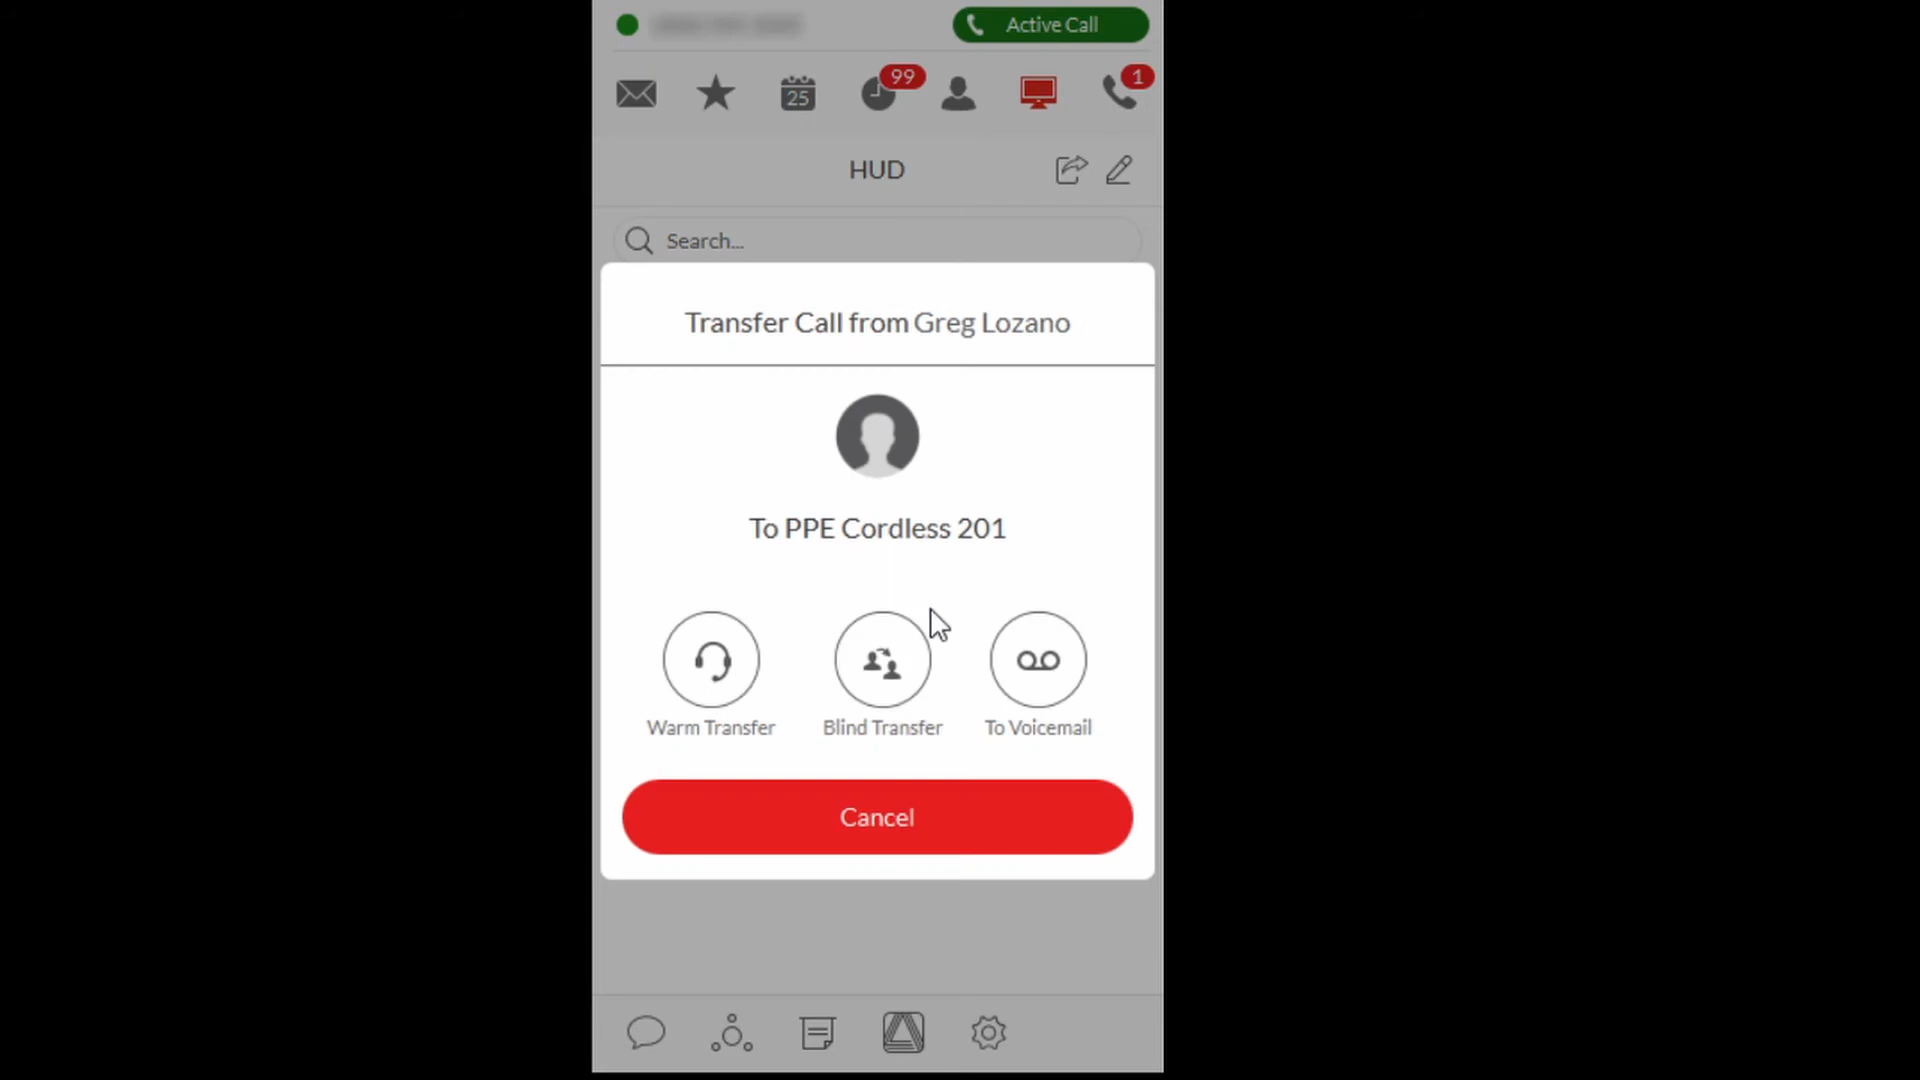 Active Call
25
99
1
HUD
Search...
Transfer Call from Greg Lozano
To PPE Cordless 201
Warm Transfer
Blind Transfer
To Voicemail
Cancel